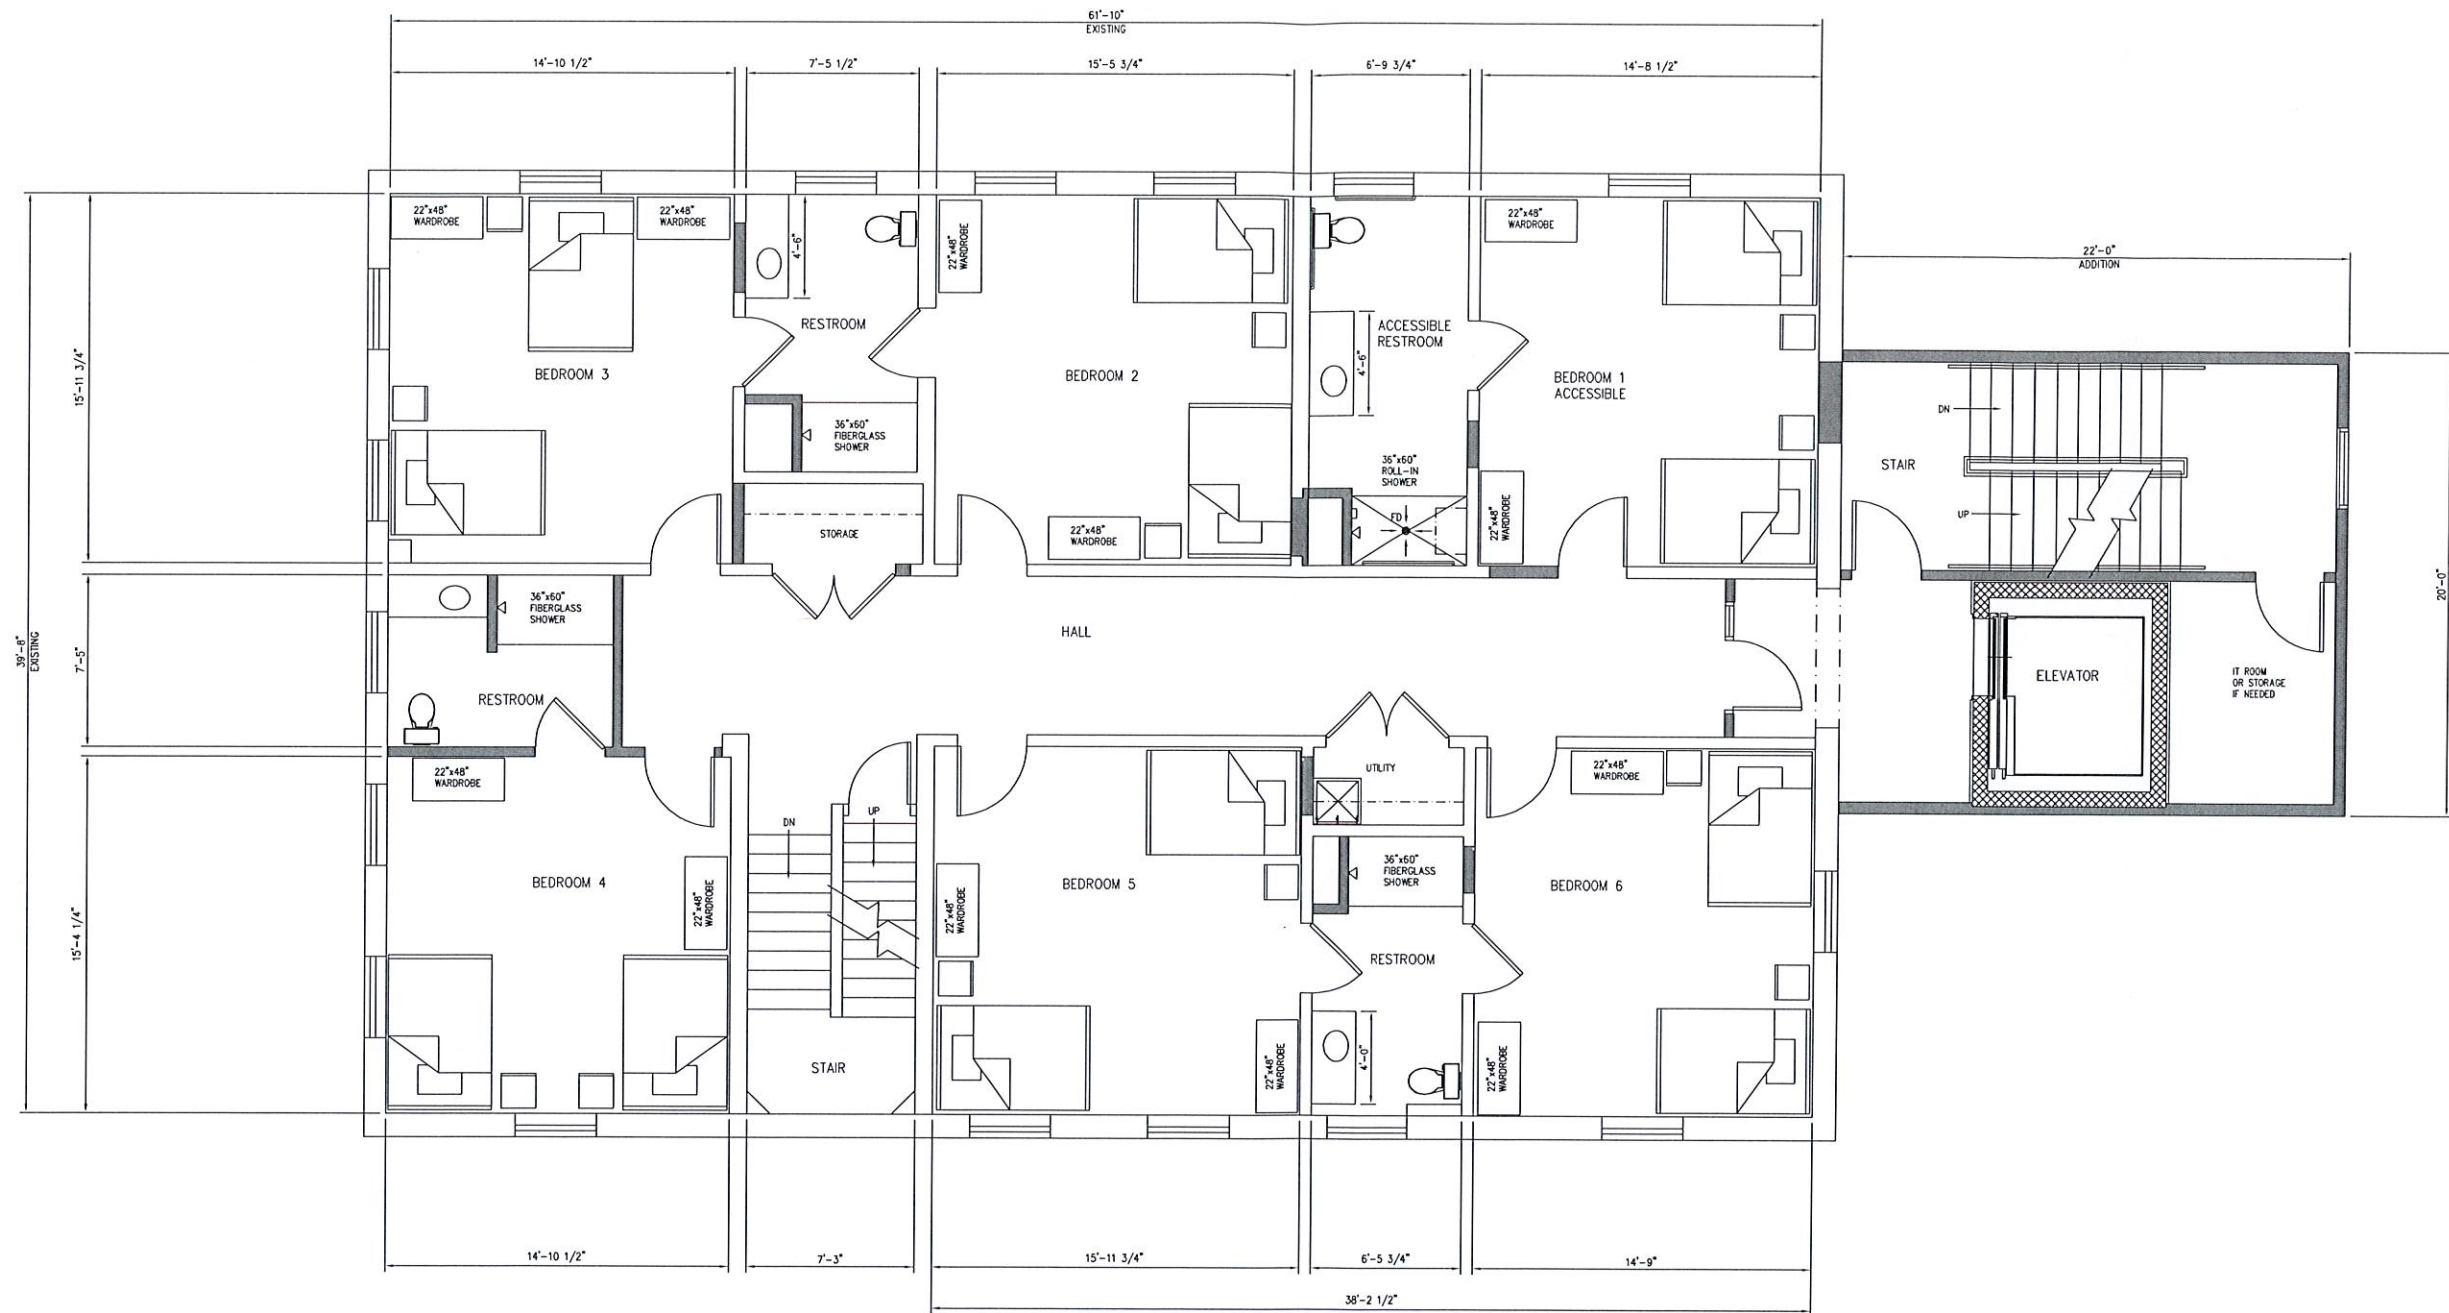 61'-10"
EXISTING
14'-10 1/2"
7'-5 1/2"
15'-5 3/4"
6'-9 3/4"
14'-8 1/2"
22"x48"
WARDROBE
22"x48"
WARDROBE
4'-6"
22"x48"
WARDROBE
22"x48"
WARDROBE
22'-0"
ADDITION
RESTROOM
ACCESSIBLE
RESTROOM
4'-6"
15'-11 3/4"
BEDROOM 3
BEDROOM 2
BEDROOM 1
ACCESSIBLE
DN
36"x60"
FIBERGLASS
SHOWER
36"x60"
ROLL-IN
SHOWER
STAIR
UP
STORAGE
22"x48"
WARDROBE
FD
22"x48"
WARDROBE
39'-8"
EXISTING
7'-5"
36"x60"
FIBERGLASS
SHOWER
HALL
20'-0"
RESTROOM
ELEVATOR
IT ROOM
OR STORAGE
IF NEEDED
22"x48"
WARDROBE
UTILITY
22"x48"
WARDROBE
DN
UP
15'-4 1/4"
BEDROOM 4
22"x48"
WARDROBE
22"x48"
WARDROBE
BEDROOM 5
36"x60"
FIBERGLASS
SHOWER
BEDROOM 6
RESTROOM
STAIR
22"x48"
WARDROBE
4'-0"
22"x48"
WARDROBE
14'-10 1/2"
7'-3"
15'-11 3/4"
6'-5 3/4"
14'-9"
38'-2 1/2"